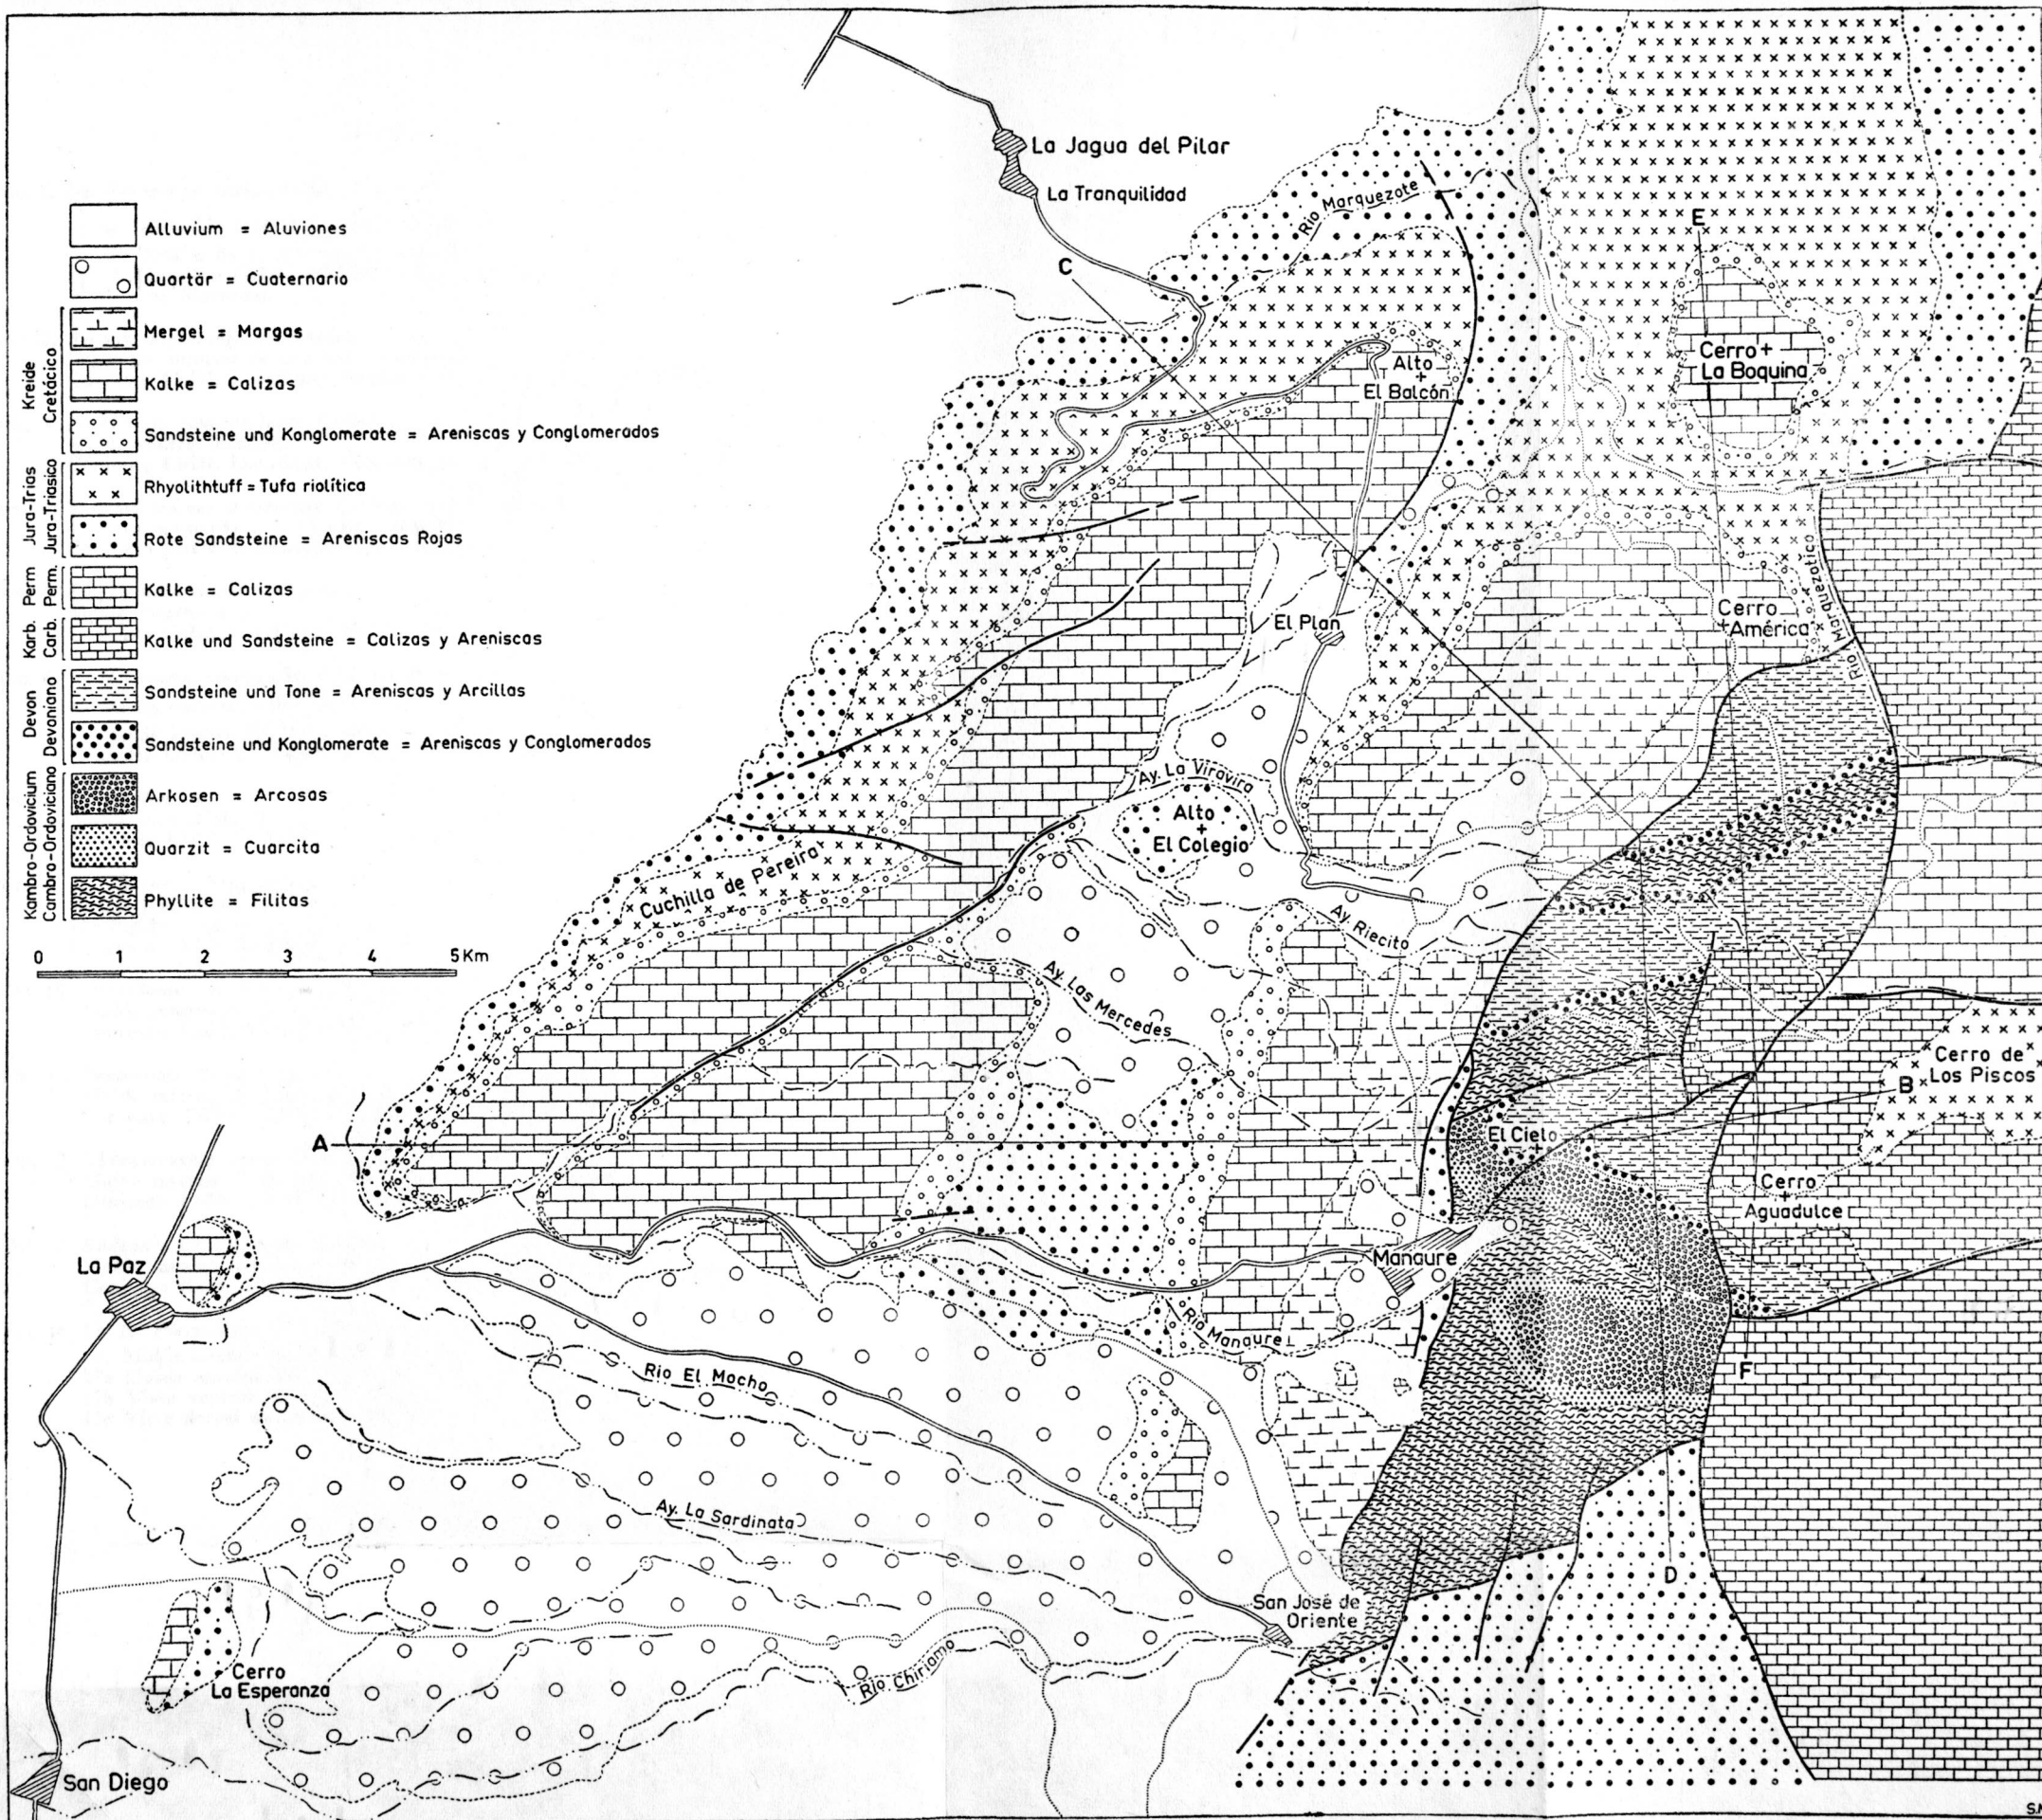 La Jagua del Pilar
La Tranquilidad
Rio Marquezote
Alluvium = Aluviones
Quartär = Cuaternario
Kreide
Cretácico
Mergel = Margas
Kalke = Calizas
Sandsteine und Konglomerate = Areniscas y Conglomerados
Jura-Trias
Jura-Triásico
Rhyolithtuff = Tufa riolítica
Rote Sandsteine = Areniscas Rojas
Perm
Perm.
Kalke = Calizas
Karb.
Carb.
Kalke und Sandsteine = Calizas y Areniscas
Devon
Devoniano
Sandsteine und Tone = Areniscas y Arcillas
Sandsteine und Konglomerate = Areniscas y Conglomerados
Kambro-Ordovicium
Cambro-Ordoviciano
Arkosen = Arcosas
Quarzit = Cuarcita
Phyllite = Filitas
0 1 2 3 4 5 Km
C
E
Cerro +
La Boquina
Alto
+
El Balcón
El Plan
Cerro
+ América
Rio Marquezotico
Ay. La Viravira
Alto
+
El Colegio
Cuchilla de Pereira
Ay. Riecito
Ay. Las Mercedes
Cerro de
Los Piscos
B
A
El Cielo
+
Cerro
+
Aguadulce
La Paz
Manaure
Rio Manaure
F
Rio El Mocho
Ay. La Sardinata
D
San José de
Oriente
Cerro
La Esperanza
Rio Chiriamo
San Diego